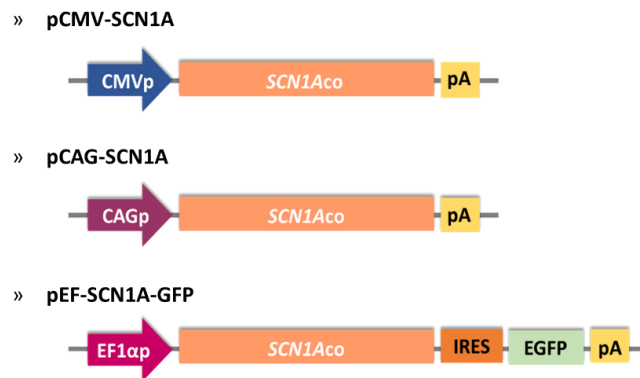 » pCMV-SCN1A
CMVp SCN1Aco pA
» pCAG-SCN1A
CAGp SCN1Aco pA
» pEF-SCN1A-GFP
EF1αp SCN1Aco IRES EGFP pA